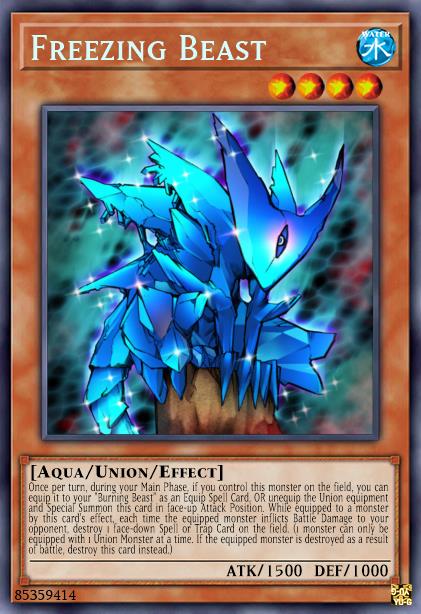 Freezing Beast
WATER
水
[Aqua/Union/Effect]
Once per turn, during your Main Phase, if you control this monster on the field, you can
equip it to your "Burning Beast" as an Equip Spell Card, OR unequip the Union equipment
and Special Summon this card in face-up Attack Position. While equipped to a monster
by this card's effect, each time the equipped monster inflicts Battle Damage to your
opponent, destroy 1 face-down Spell or Trap Card on the field. (1 monster can only be
equipped with 1 Union Monster at a time. If the equipped monster is destroyed as a result
of battle, destroy this card instead.)
ATK/1500 DEF/1000
85359414